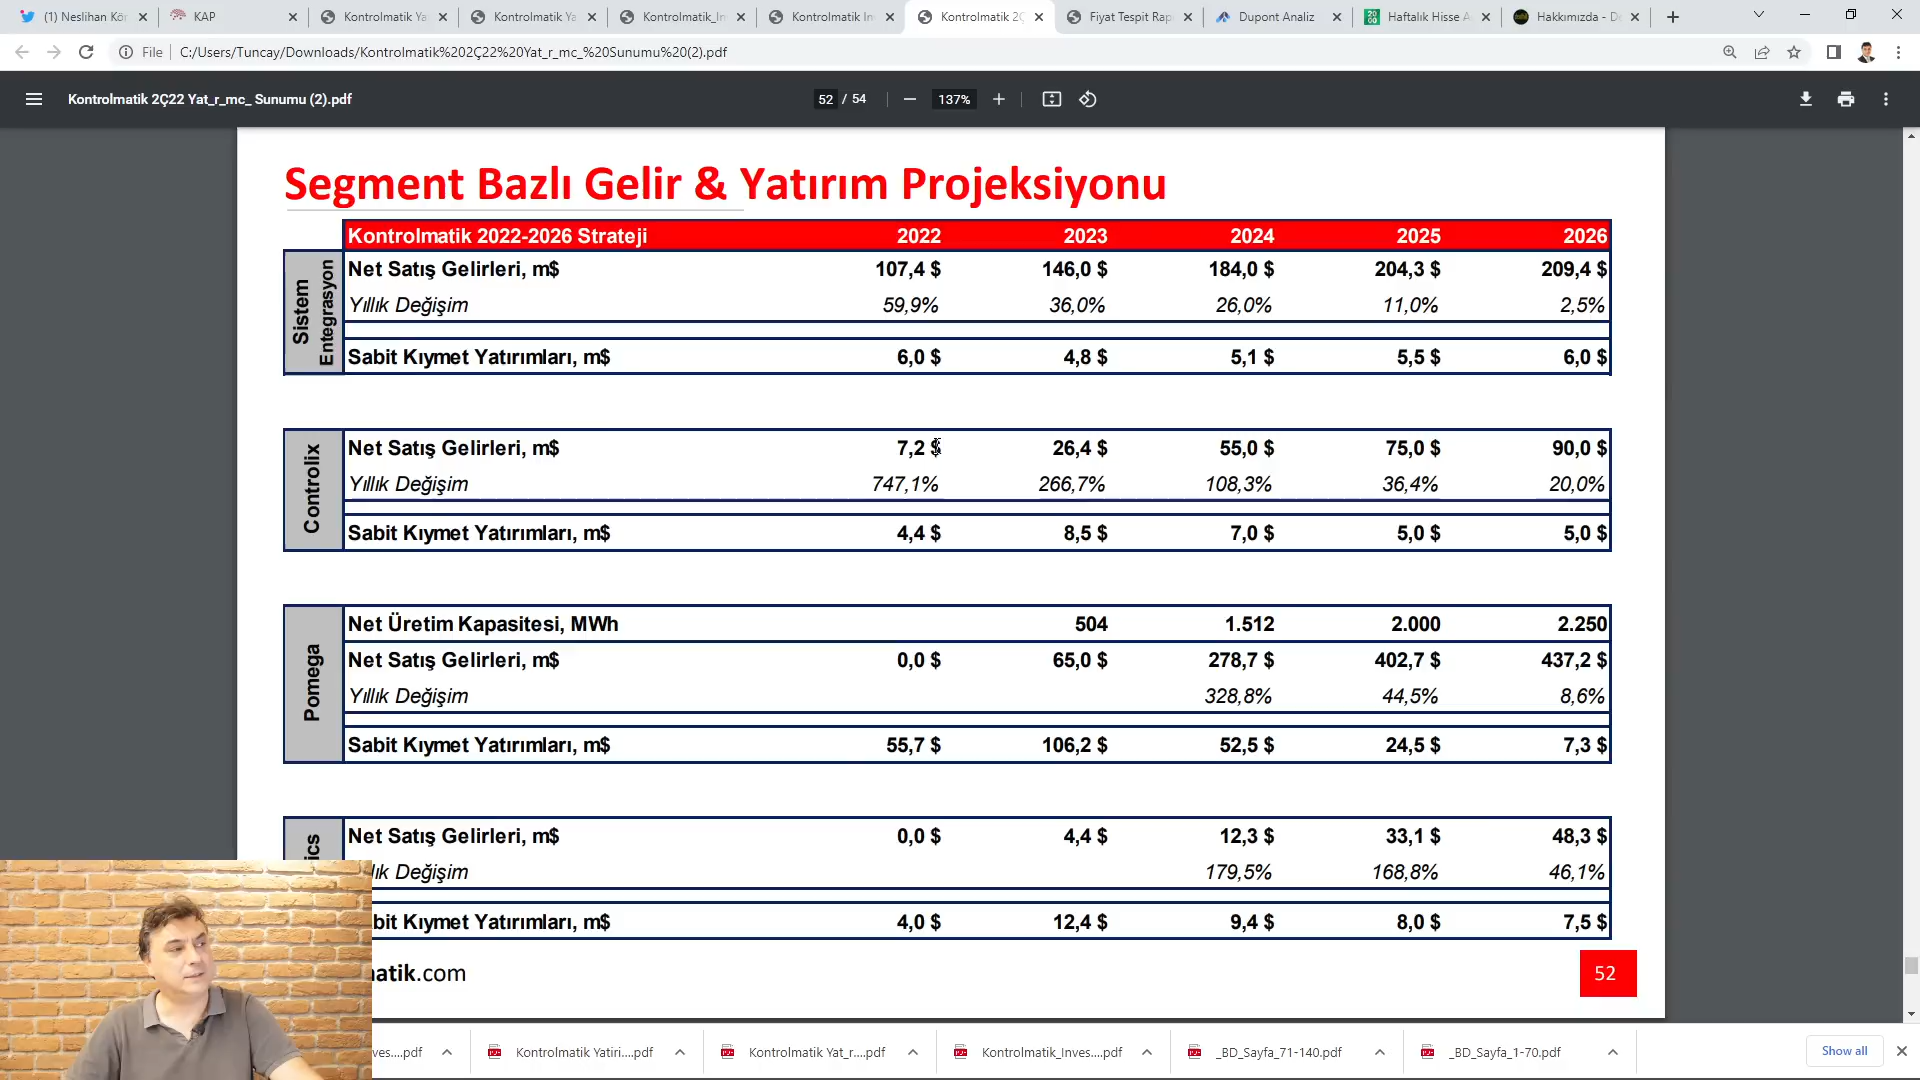 (1) Neslihan Kör
KAP
Kontrolmatik Ya
Kontrolmatik Ya
Kontrolmatik_In
Kontrolmatik In
Kontrolmatik 2Ç
Fiyat Tespit Rap
Dupont Analiz
Haftalık Hisse A
Hakkımızda - D
File
C:/Users/Tuncay/Downloads/Kontrolmatik%202Ç22%20Yat_r_mc_%20Sunumu%20(2).pdf
Kontrolmatik 2Ç22 Yat_r_mc_ Sunumu (2).pdf
52 / 54
137%
Segment Bazlı Gelir & Yatırım Projeksiyonu
Kontrolmatik 2022-2026 Strateji 2022 2023 2024 2025 2026
Sistem Entegrasyon
Net Satış Gelirleri, m$ 107,4 $ 146,0 $ 184,0 $ 204,3 $ 209,4 $
Yıllık Değişim 59,9% 36,0% 26,0% 11,0% 2,5%
Sabit Kıymet Yatırımları, m$ 6,0 $ 4,8 $ 5,1 $ 5,5 $ 6,0 $
Controlix
Net Satış Gelirleri, m$ 7,2 $ 26,4 $ 55,0 $ 75,0 $ 90,0 $
Yıllık Değişim 747,1% 266,7% 108,3% 36,4% 20,0%
Sabit Kıymet Yatırımları, m$ 4,4 $ 8,5 $ 7,0 $ 5,0 $ 5,0 $
Pomega
Net Üretim Kapasitesi, MWh 504 1.512 2.000 2.250
Net Satış Gelirleri, m$ 0,0 $ 65,0 $ 278,7 $ 402,7 $ 437,2 $
Yıllık Değişim 328,8% 44,5% 8,6%
Sabit Kıymet Yatırımları, m$ 55,7 $ 106,2 $ 52,5 $ 24,5 $ 7,3 $
ics
Net Satış Gelirleri, m$ 0,0 $ 4,4 $ 12,3 $ 33,1 $ 48,3 $
lık Değişim 179,5% 168,8% 46,1%
abit Kıymet Yatırımları, m$ 4,0 $ 12,4 $ 9,4 $ 8,0 $ 7,5 $
matik.com
52
ves....pdf
Kontrolmatik Yatiri....pdf
Kontrolmatik Yat_r....pdf
Kontrolmatik_Inves....pdf
_BD_Sayfa_71-140.pdf
_BD_Sayfa_1-70.pdf
Show all